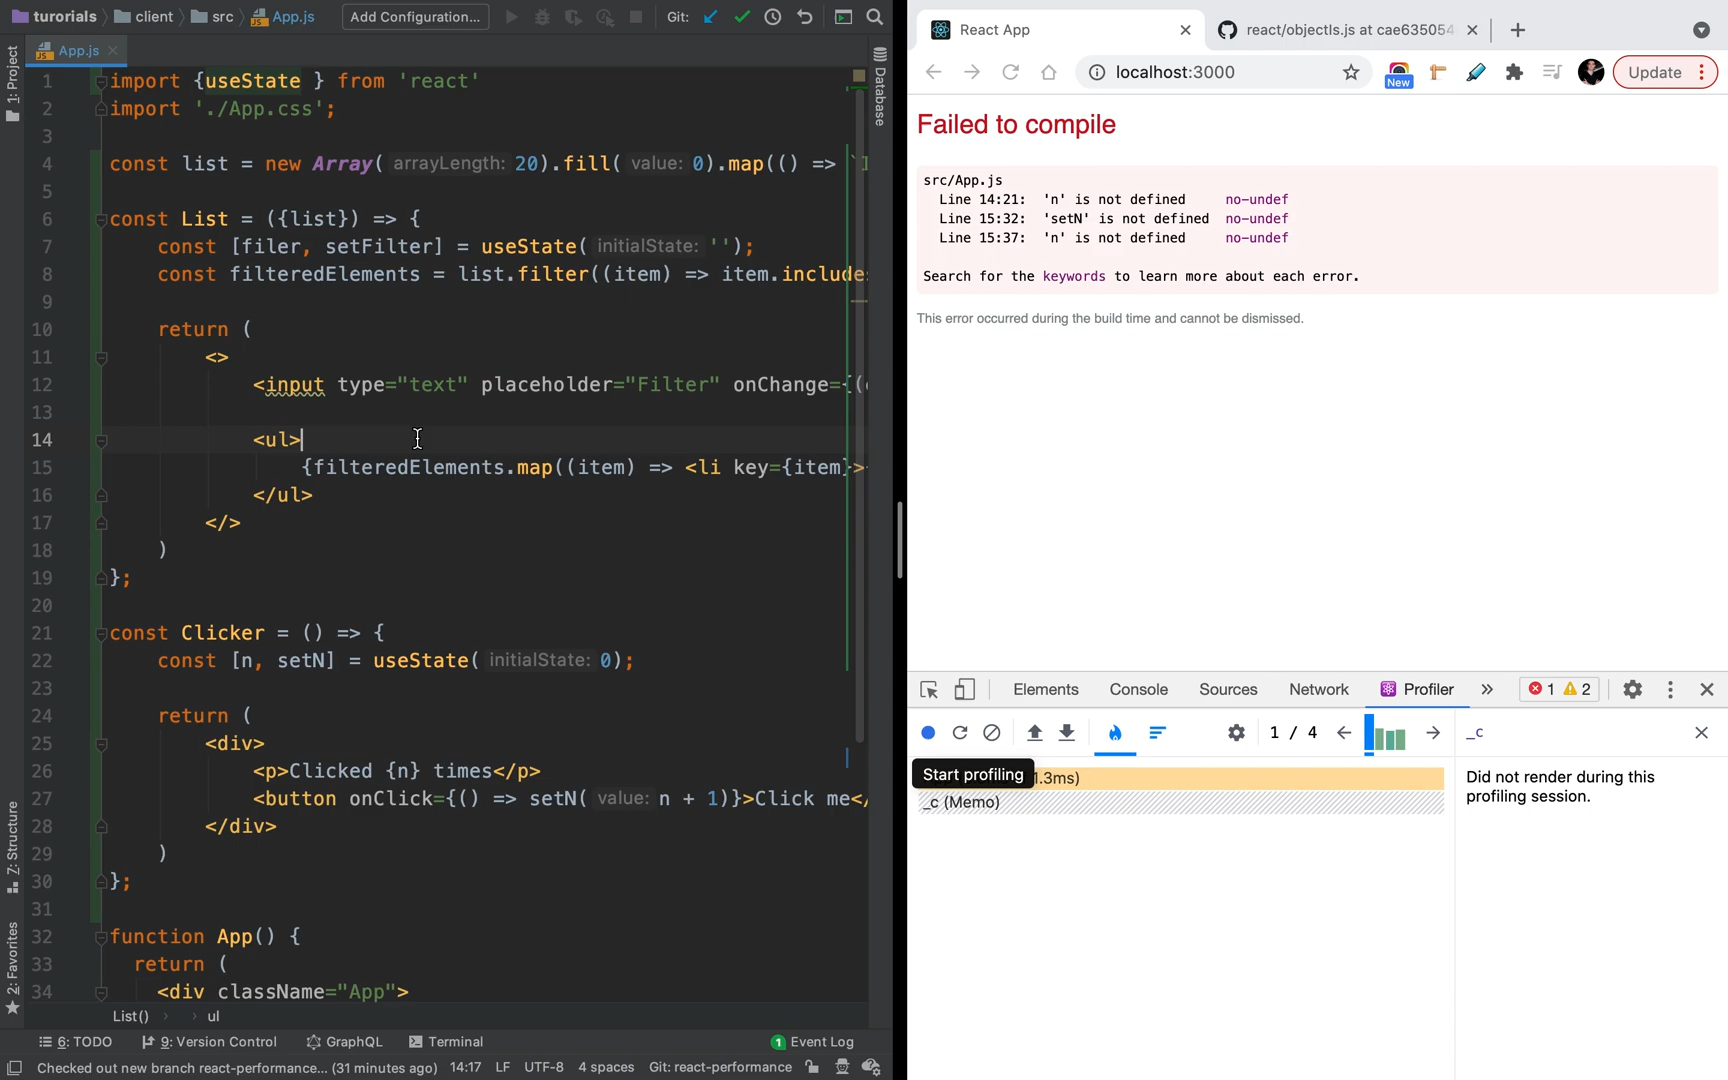 turorials
client
src
App.js
Add Configuration...
Git:
1: Project
App.js
Database
1 import {useState } from 'react'
2 import './App.css';
3
4 const list = new Array( arrayLength: 20).fill( value: 0).map(() =>
5
6 const List = ({list}) => {
7 const [filer, setFilter] = useState( initialState: '');
8 const filteredElements = list.filter((item) => item.include
9
10 return (
11 <>
12 <input type="text" placeholder="Filter" onChange={(
13
14 <ul>
15 {filteredElements.map((item) => <li key={item}>
16 </ul>
17 </>
18 )
19 };
20
21 const Clicker = () => {
22 const [n, setN] = useState( initialState: 0);
23
24 return (
25 <div>
26 <p>Clicked {n} times</p>
27 <button onClick={() => setN( value: n + 1)}>Click me</
28 </div>
29 )
30 };
31
32 function App() {
33 return (
34 <div className="App">
Z: Structure
2: Favorites
List()
ul
6: TODO
9: Version Control
GraphQL
Terminal
1 Event Log
Checked out new branch react-performance... (31 minutes ago)
14:17
LF
UTF-8
4 spaces
Git: react-performance
React App
react/objectIs.js at cae635054
localhost:3000
New
Update
Failed to compile
src/App.js
Line 14:21: 'n' is not defined no-undef
Line 15:32: 'setN' is not defined no-undef
Line 15:37: 'n' is not defined no-undef
Search for the keywords to learn more about each error.
This error occurred during the build time and cannot be dismissed.
Elements
Console
Sources
Network
Profiler
1
2
1 / 4
_c
Start profiling
1.3ms)
_c (Memo)
Did not render during this
profiling session.